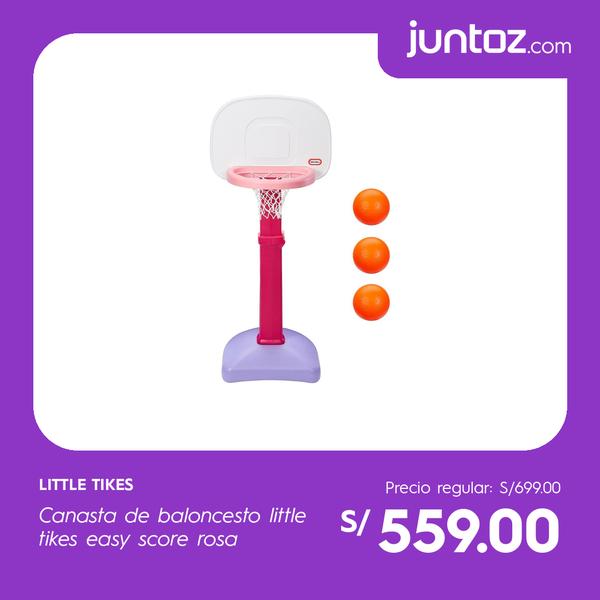 juntoz.com
LITTLE TIKES
Canasta de baloncesto little
tikes easy score rosa
Precio regular: S/699.00
S/ 559.00